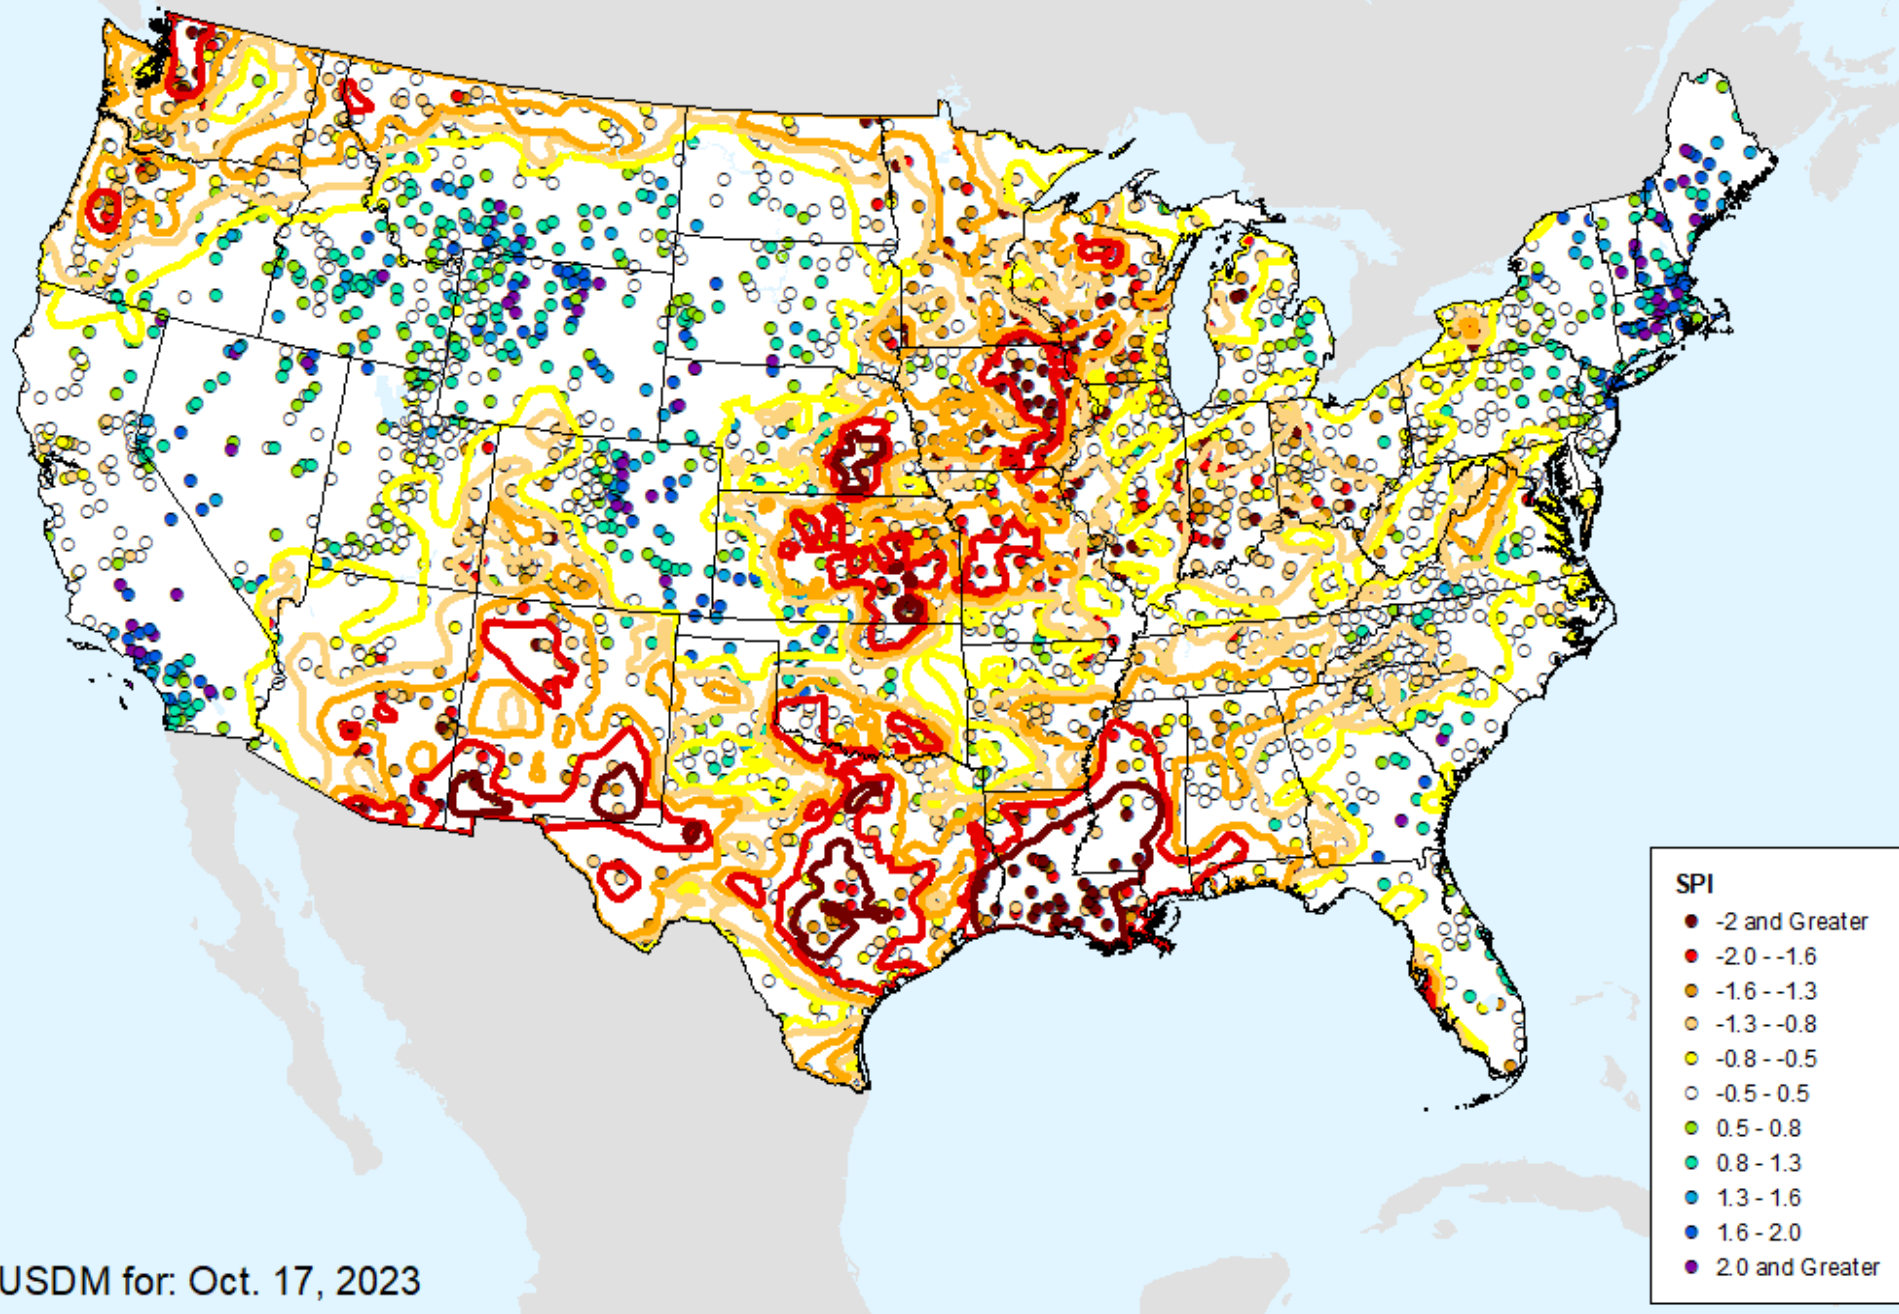 SPI
-2 and Greater
-2.0 - -1.6
-1.6 - -1.3
-1.3 - -0.8
-0.8 - -0.5
-0.5 - 0.5
0.5 - 0.8
0.8 - 1.3
1.3 - 1.6
1.6 - 2.0
2.0 and Greater
USDM for: Oct. 17, 2023